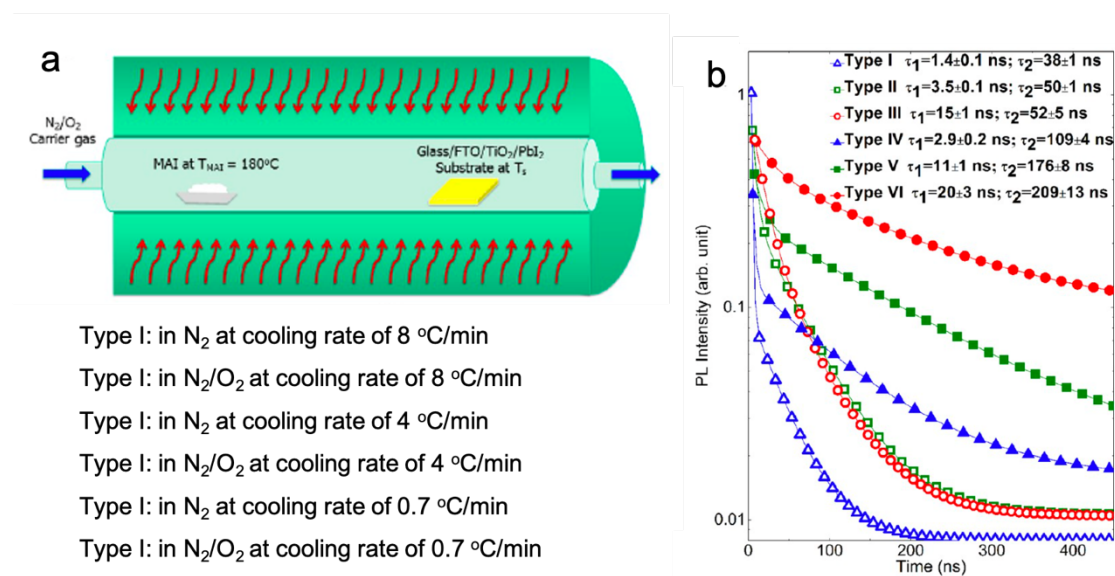 a
N₂/O₂
Carrier gas
MAI at T_MAI = 180°C
Glass/FTO/TiO₂/PbI₂
Substrate at Tₛ
Type I: in N₂ at cooling rate of 8 °C/min
Type I: in N₂/O₂ at cooling rate of 8 °C/min
Type I: in N₂ at cooling rate of 4 °C/min
Type I: in N₂/O₂ at cooling rate of 4 °C/min
Type I: in N₂ at cooling rate of 0.7 °C/min
Type I: in N₂/O₂ at cooling rate of 0.7 °C/min
b
Type I τ₁=1.4±0.1 ns; τ₂=38±1 ns
Type II τ₁=3.5±0.1 ns; τ₂=50±1 ns
Type III τ₁=15±1 ns; τ₂=52±5 ns
Type IV τ₁=2.9±0.2 ns; τ₂=109±4 ns
Type V τ₁=11±1 ns; τ₂=176±8 ns
Type VI τ₁=20±3 ns; τ₂=209±13 ns
PL Intensity (arb. unit)
1
0.1
0.01
0 100 200 300 400
Time (ns)